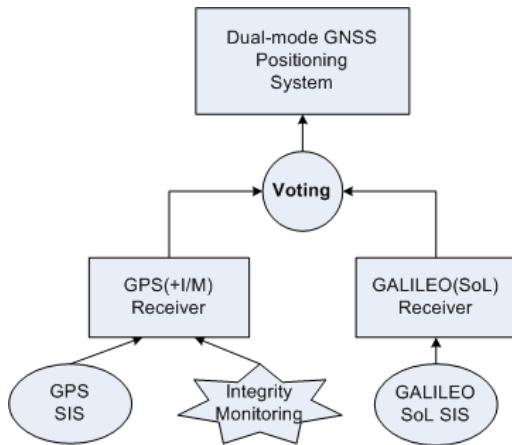 Dual-mode GNSS
Positioning
System
Voting
GPS(+I/M)
Receiver
GALILEO(SoL)
Receiver
GPS
SIS
Integrity
Monitoring
GALILEO
SoL SIS